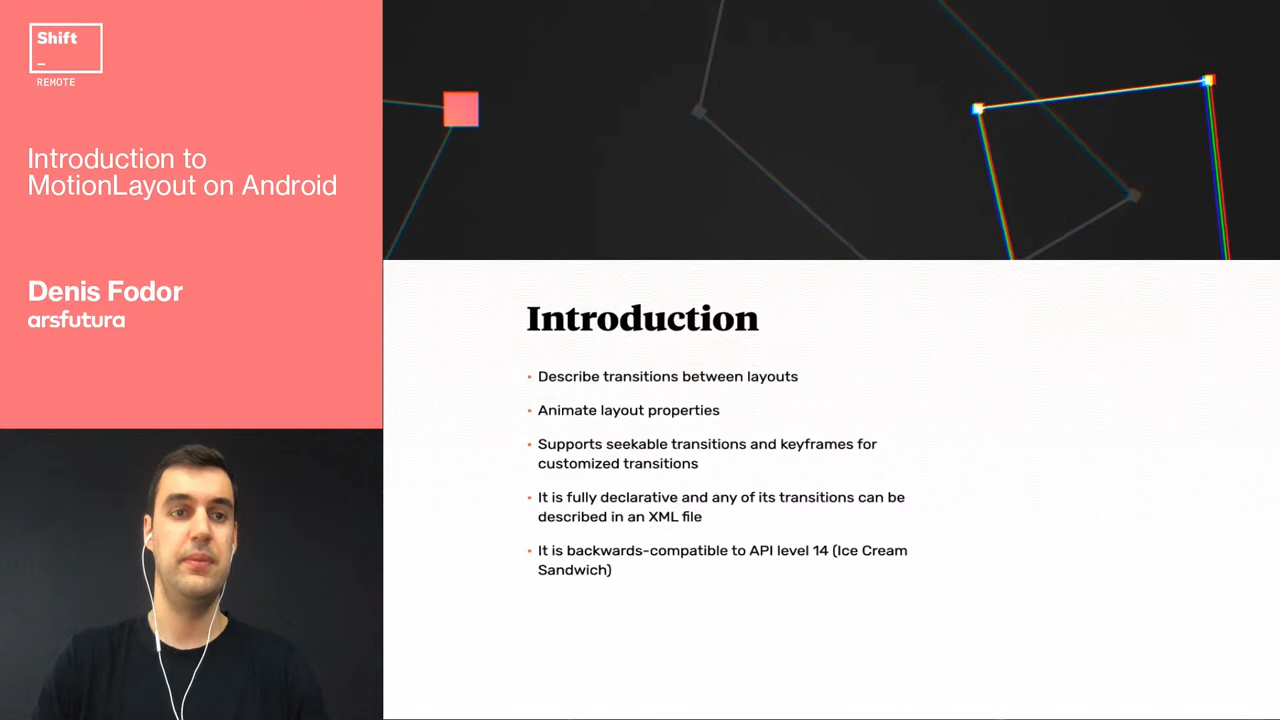 Shift
_
REMOTE
Introduction to
MotionLayout on Android
Denis Fodor
arsfutura
Introduction
• Describe transitions between layouts
• Animate layout properties
• Supports seekable transitions and keyframes for
customized transitions
• It is fully declarative and any of its transitions can be
described in an XML file
• It is backwards-compatible to API level 14 (Ice Cream
Sandwich)